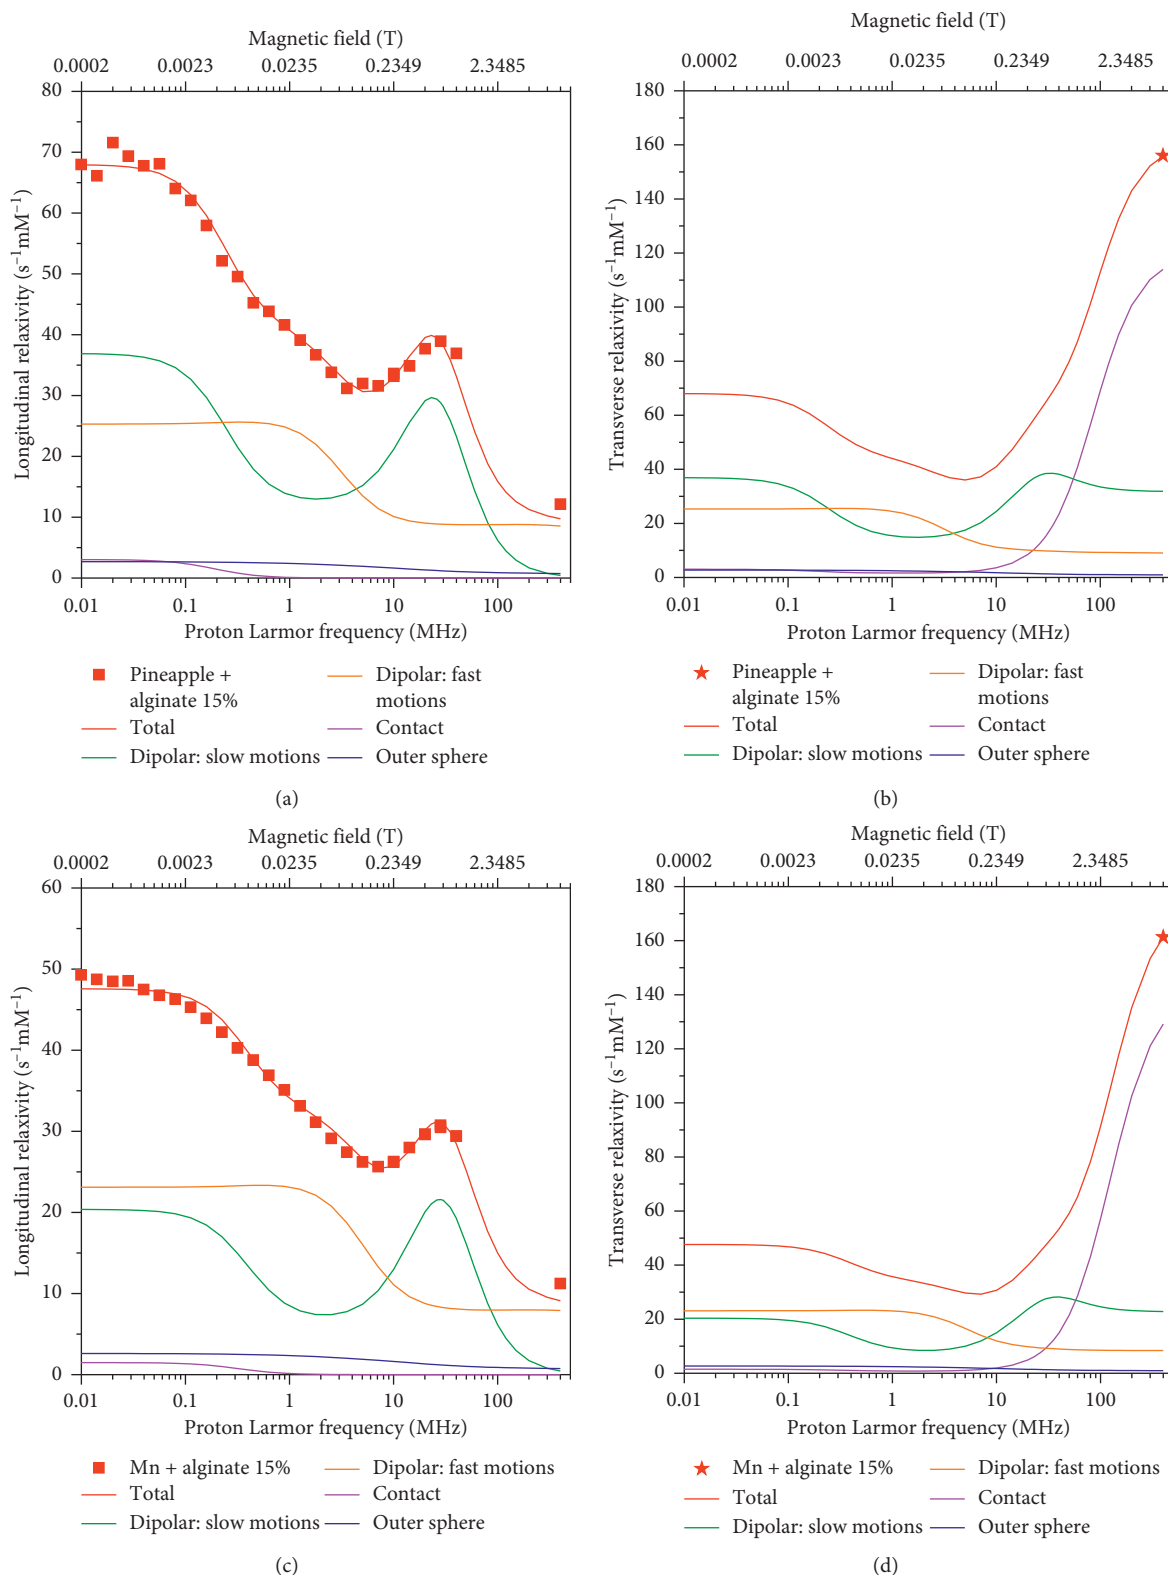 Magnetic field (T)
0.0002 0.0023 0.0235 0.2349 2.3485
80
70
60
50
40
30
20
10
0
Longitudinal relaxivity (s⁻¹mM⁻¹)
0.01 0.1 1 10 100
Proton Larmor frequency (MHz)
Pineapple +
alginate 15%
Total
Dipolar: slow motions
Dipolar: fast
motions
Contact
Outer sphere
(a)
Magnetic field (T)
0.0002 0.0023 0.0235 0.2349 2.3485
180
160
140
120
100
80
60
40
20
0
Transverse relaxivity (s⁻¹mM⁻¹)
0.01 0.1 1 10 100
Proton Larmor frequency (MHz)
Pineapple +
alginate 15%
Total
Dipolar: slow motions
Dipolar: fast
motions
Contact
Outer sphere
(b)
Magnetic field (T)
0.0002 0.0023 0.0235 0.2349 2.3485
60
50
40
30
20
10
0
Longitudinal relaxivity (s⁻¹mM⁻¹)
0.01 0.1 1 10 100
Proton Larmor frequency (MHz)
Mn + alginate 15%
Total
Dipolar: slow motions
Dipolar: fast motions
Contact
Outer sphere
(c)
Magnetic field (T)
0.0002 0.0023 0.0235 0.2349 2.3485
180
160
140
120
100
80
60
40
20
0
Transverse relaxivity (s⁻¹mM⁻¹)
0.01 0.1 1 10 100
Proton Larmor frequency (MHz)
Mn + alginate 15%
Total
Dipolar: slow motions
Dipolar: fast motions
Contact
Outer sphere
(d)